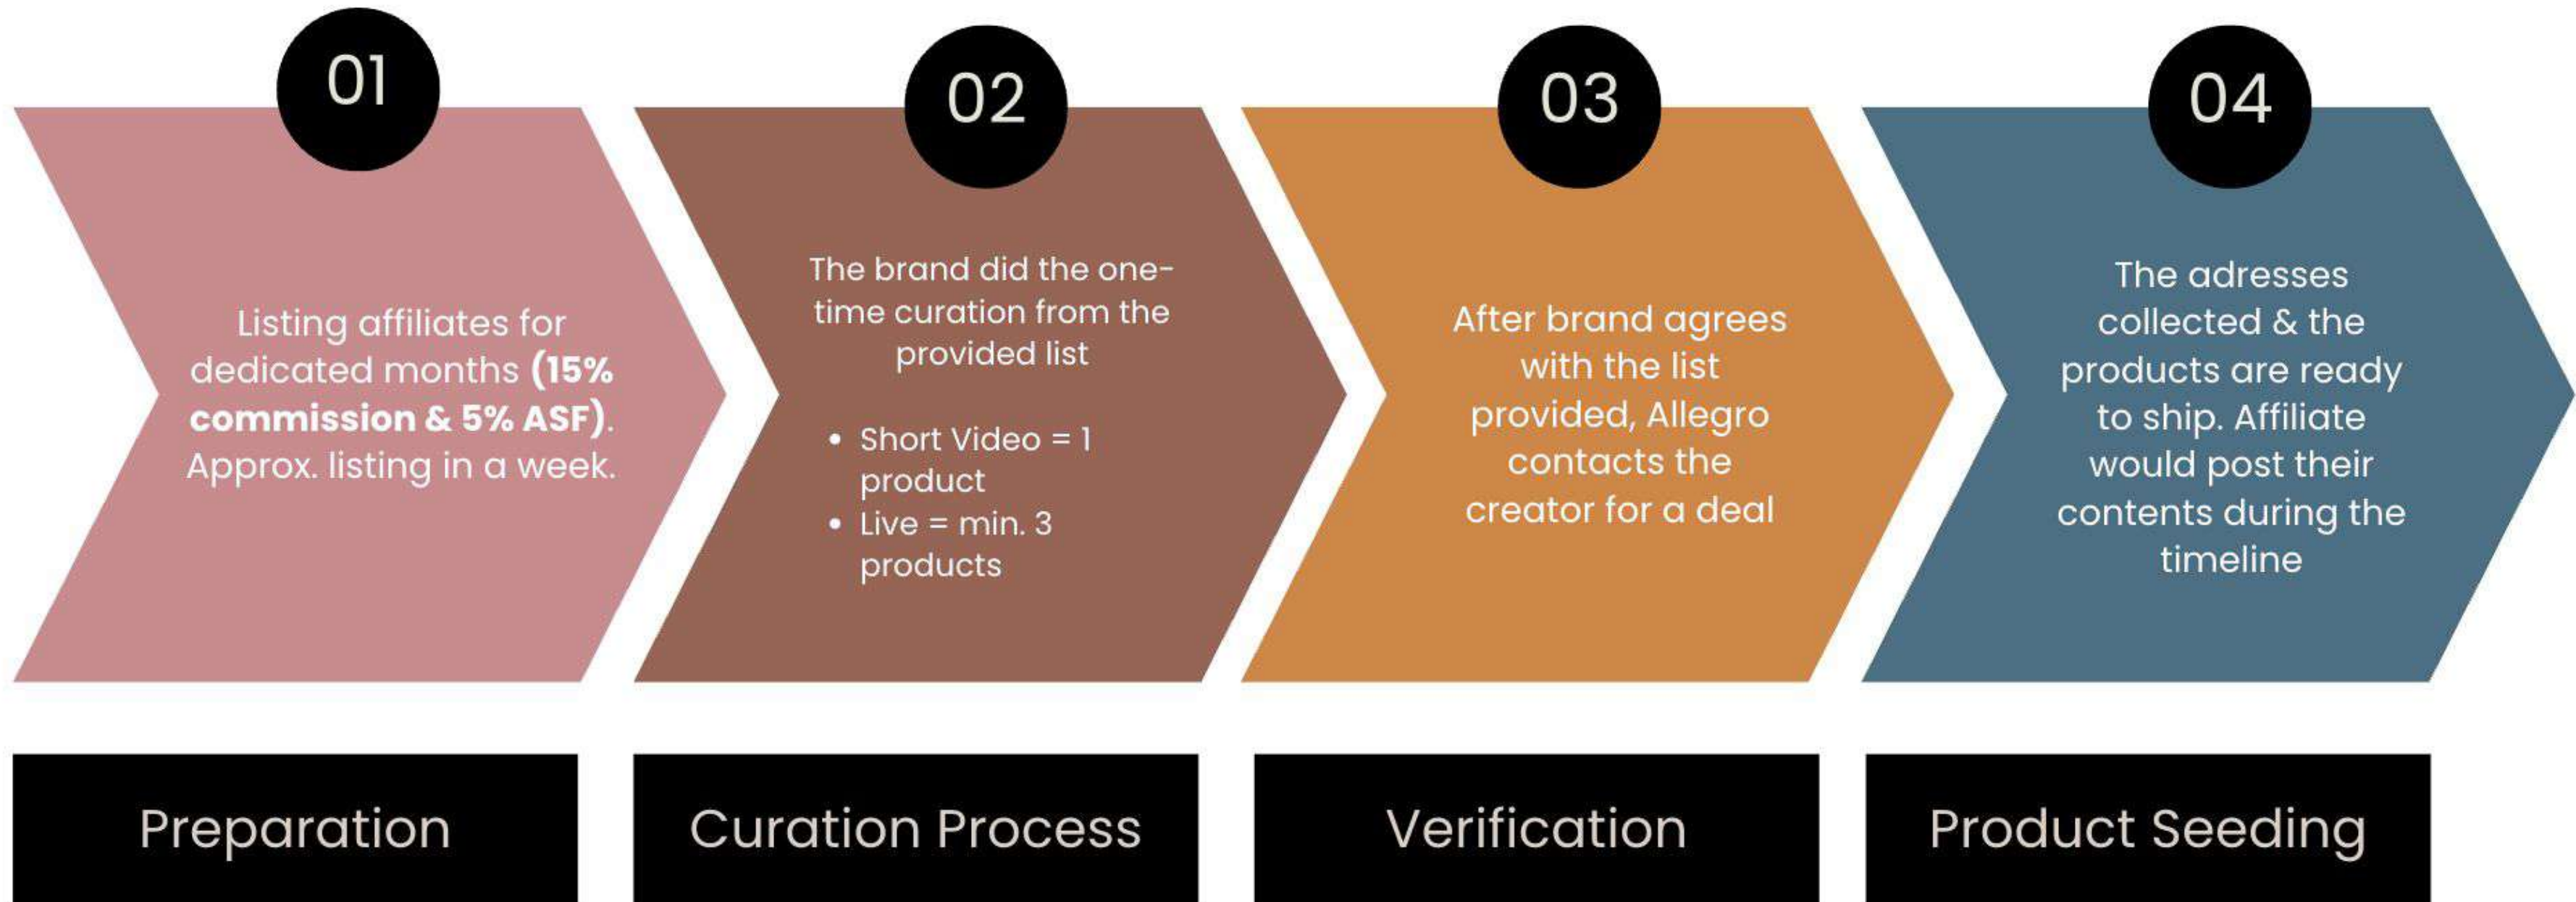 01
Listing affiliates for
dedicated months (15%
commission & 5% ASF).
Approx. listing in a week.
Preparation
02
The brand did the one-
time curation from the
provided list
• Short Video = 1
product
• Live = min. 3
products
Curation Process
03
After brand agrees
with the list
provided, Allegro
contacts the
creator for a deal
Verification
04
The adresses
collected & the
products are ready
to ship. Affiliate
would post their
contents during the
timeline
Product Seeding